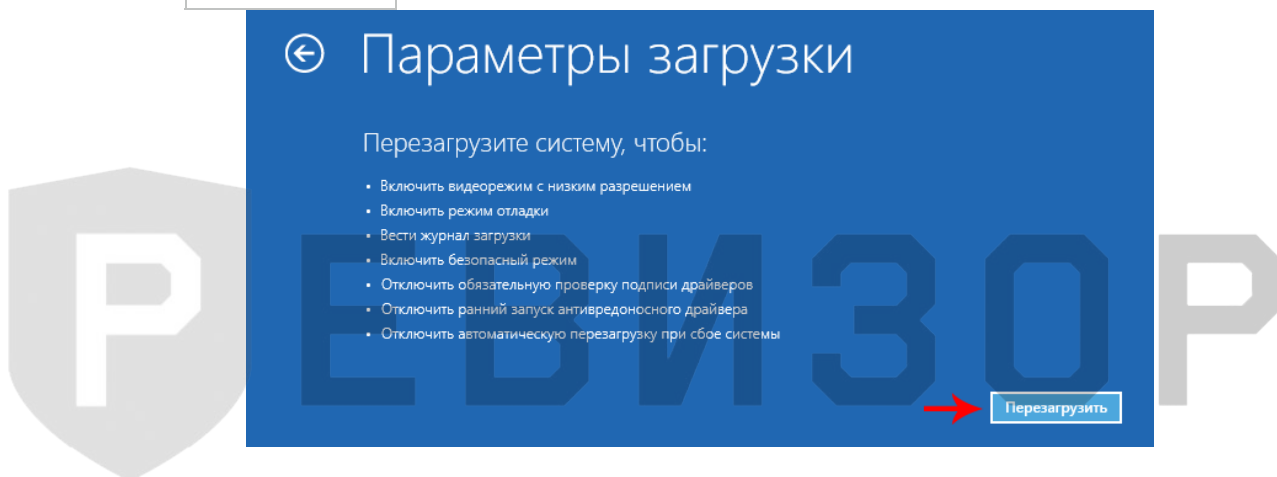 Параметры загрузки
Перезагрузите систему, чтобы:
• Включить видеорежим с низким разрешением
• Включить режим отладки
• Вести журнал загрузки
• Включить безопасный режим
• Отключить обязательную проверку подписи драйверов
• Отключить ранний запуск антивредоносного драйвера
• Отключить автоматическую перезагрузку при сбое системы
РЕВИЗОР
Перезагрузить